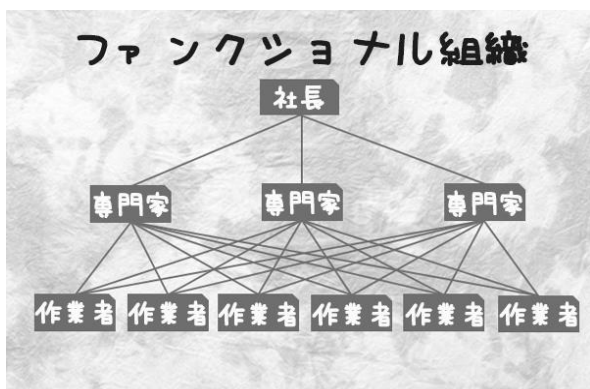 ファンクショナル組織
社長
専門家 専門家 専門家
作業者 作業者 作業者 作業者 作業者 作業者